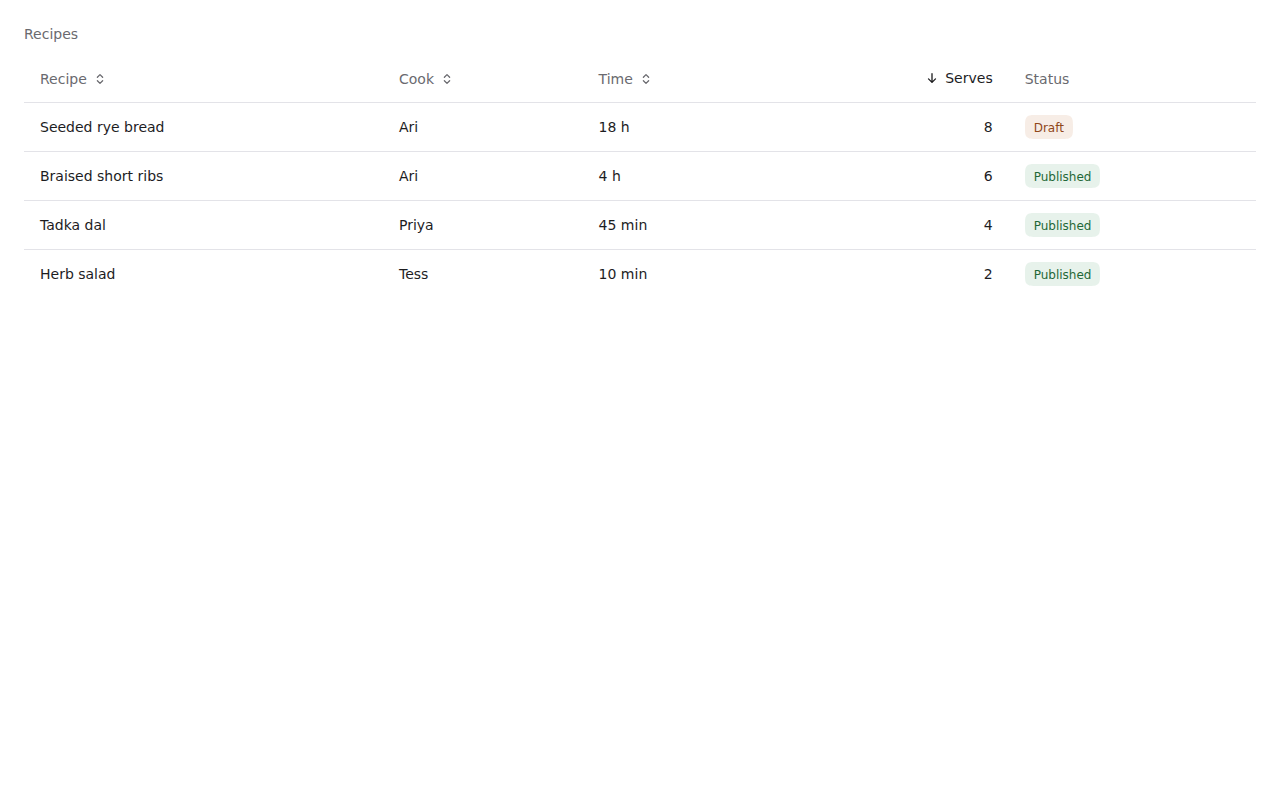 Recipes
Recipe Cook Time Serves Status
Seeded rye bread Ari 18 h 8 Draft
Braised short ribs Ari 4 h 6 Published
Tadka dal Priya 45 min 4 Published
Herb salad Tess 10 min 2 Published